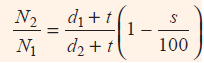 N₂/N₁ = (d₁ + t)/(d₂ + t) (1 − s/100)